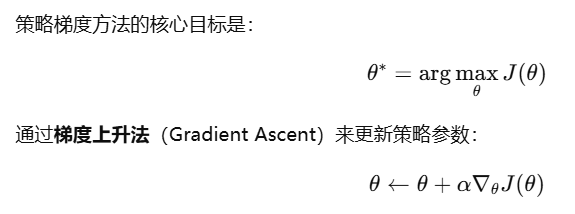 策略梯度方法的核心目标是：
θ* = arg max_θ J(θ)
通过梯度上升法（Gradient Ascent）来更新策略参数：
θ ← θ + α∇_θ J(θ)